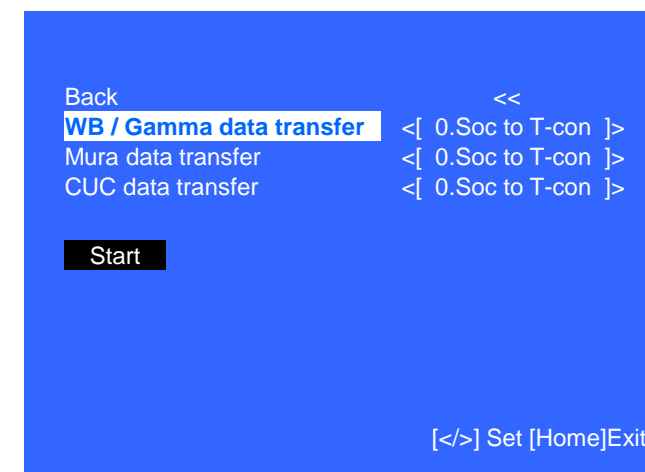 Back <<
WB / Gamma data transfer <[ 0.Soc to T-con ]>
Mura data transfer <[ 0.Soc to T-con ]>
CUC data transfer <[ 0.Soc to T-con ]>
Start
[</>] Set [Home]Exit